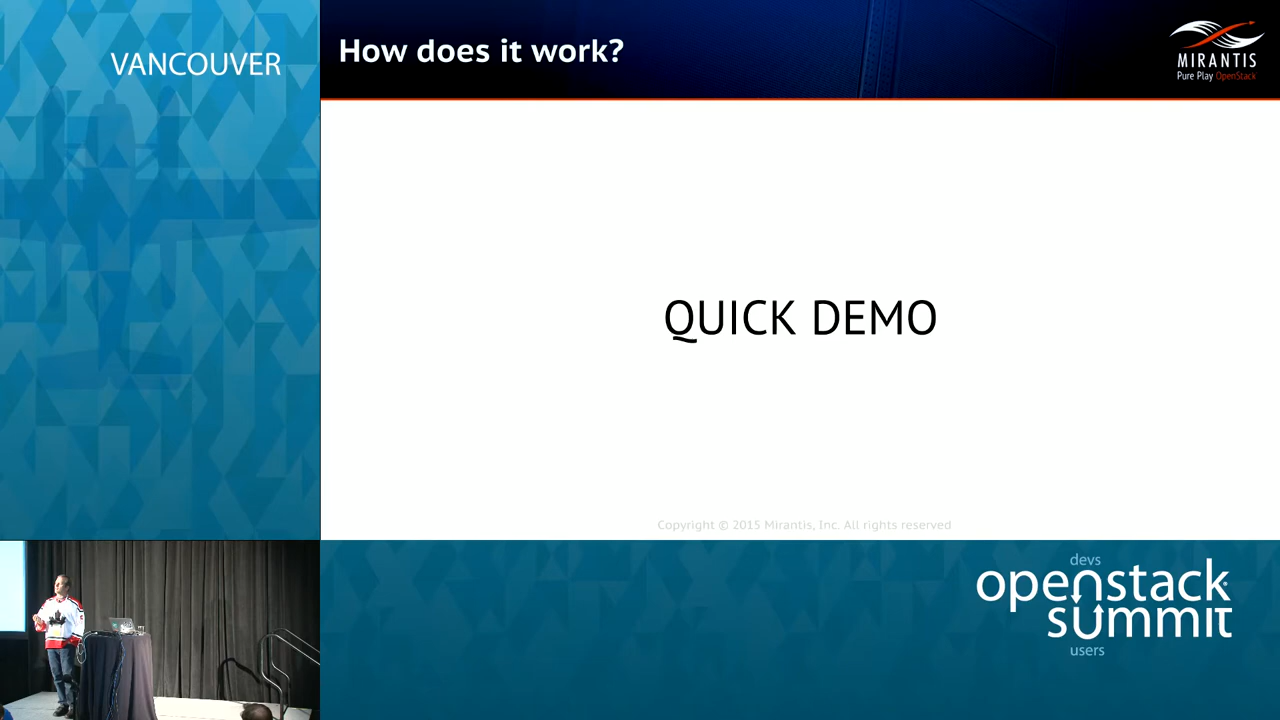 VANCOUVER
How does it work?
MIRANTIS
Pure Play OpenStack
QUICK DEMO
Copyright © 2015 Mirantis, Inc. All rights reserved
devs
openstack
summit
users